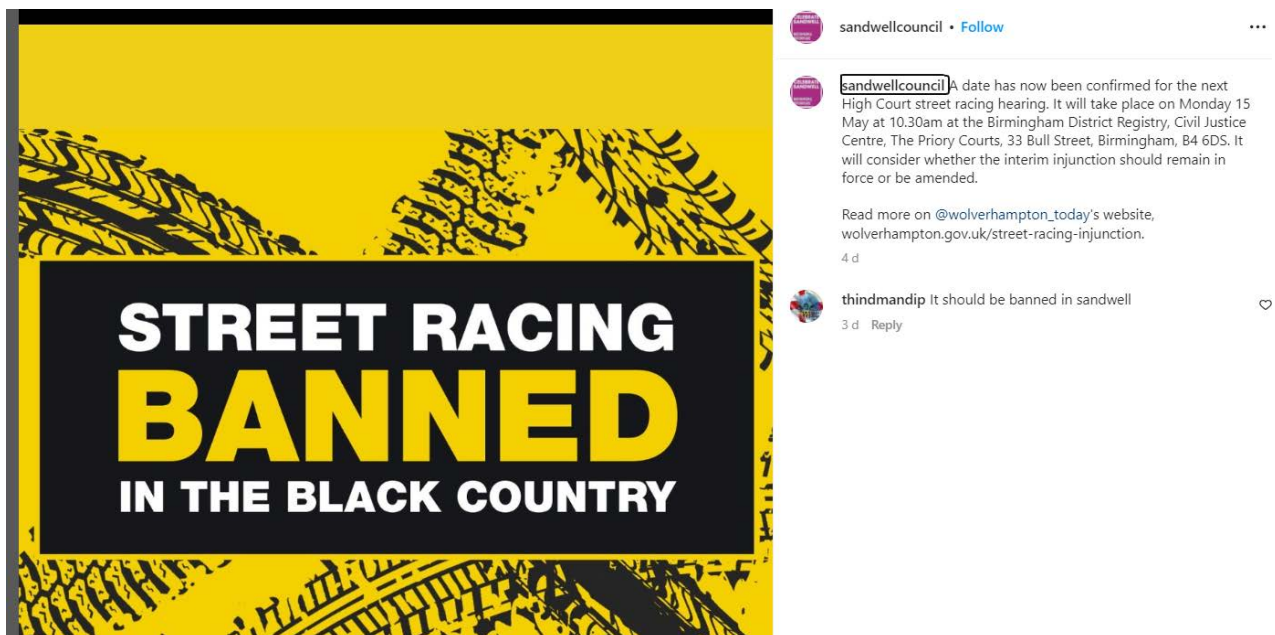 STREET RACING
BANNED
IN THE BLACK COUNTRY
sandwellcouncil • Follow
sandwellcouncil A date has now been confirmed for the next
High Court street racing hearing. It will take place on Monday 15
May at 10.30am at the Birmingham District Registry, Civil Justice
Centre, The Priory Courts, 33 Bull Street, Birmingham, B4 6DS. It
will consider whether the interim injunction should remain in
force or be amended.
Read more on @wolverhampton_today's website,
wolverhampton.gov.uk/street-racing-injunction.
4 d
thindmandip It should be banned in sandwell
3 d Reply